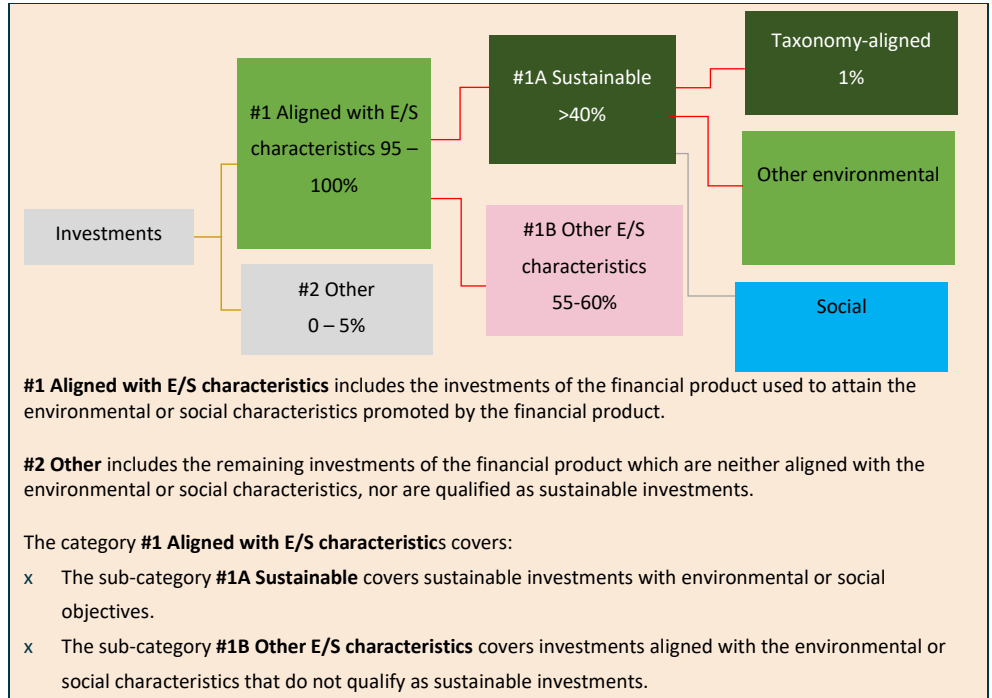 Taxonomy-aligned
1%
#1A Sustainable
>40%
#1 Aligned with E/S
characteristics 95 –
100%
Other environmental
Investments
#1B Other E/S
characteristics
55-60%
#2 Other
0 – 5%
Social
#1 Aligned with E/S characteristics includes the investments of the financial product used to attain the
environmental or social characteristics promoted by the financial product.
#2 Other includes the remaining investments of the financial product which are neither aligned with the
environmental or social characteristics, nor are qualified as sustainable investments.
The category #1 Aligned with E/S characteristics covers:
x The sub-category #1A Sustainable covers sustainable investments with environmental or social
objectives.
x The sub-category #1B Other E/S characteristics covers investments aligned with the environmental or
social characteristics that do not qualify as sustainable investments.